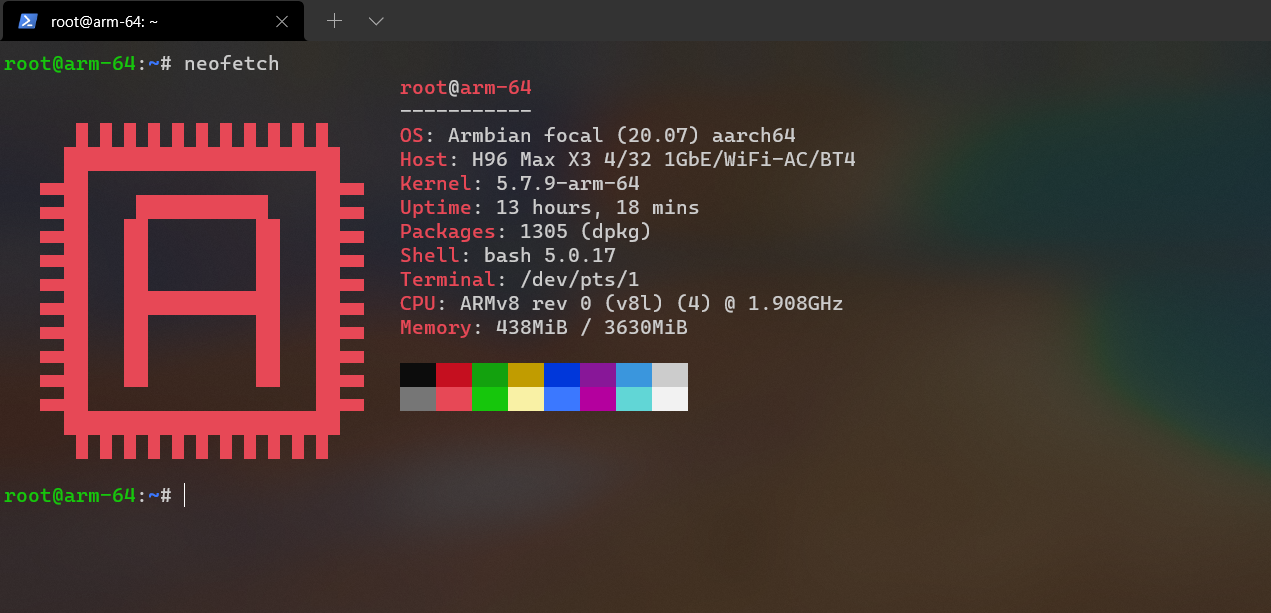 root@arm-64: ~
root@arm-64:~# neofetch
root@arm-64
-----------
OS: Armbian focal (20.07) aarch64
Host: H96 Max X3 4/32 1GbE/WiFi-AC/BT4
Kernel: 5.7.9-arm-64
Uptime: 13 hours, 18 mins
Packages: 1305 (dpkg)
Shell: bash 5.0.17
Terminal: /dev/pts/1
CPU: ARMv8 rev 0 (v8l) (4) @ 1.908GHz
Memory: 438MiB / 3630MiB
root@arm-64:~#